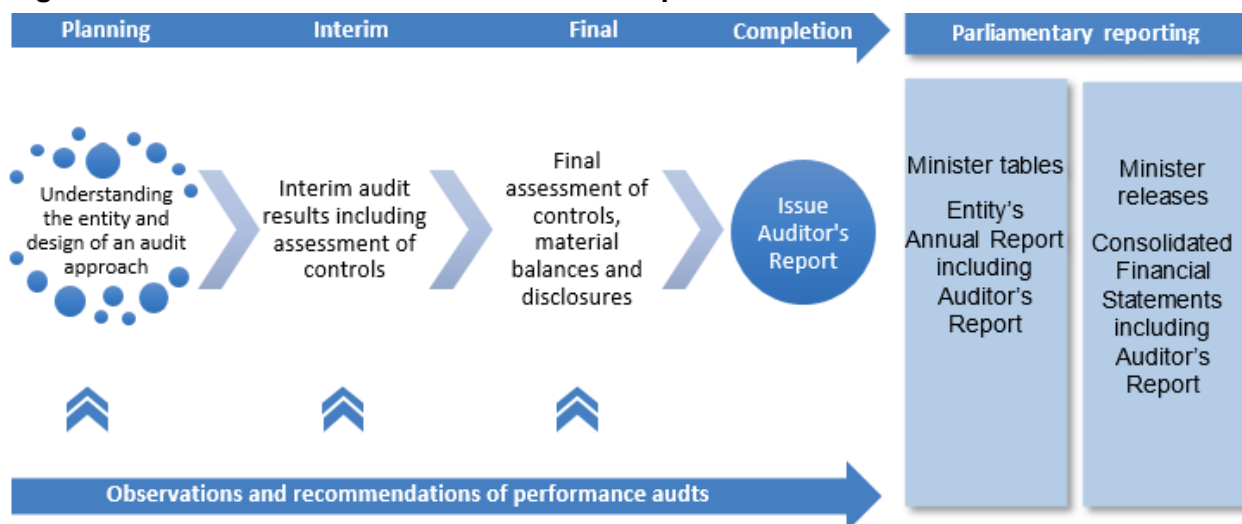 Planning
Interim
Final
Completion
Parliamentary reporting
Understanding
the entity and
design of an audit
approach
Interim audit
results including
assessment of
controls
Final
assessment of
controls,
material
balances and
disclosures
Issue
Auditor's
Report
Minister tables
Entity's
Annual Report
including
Auditor's
Report
Minister
releases
Consolidated
Financial
Statements
including
Auditor's
Report
Observations and recommendations of performance audts